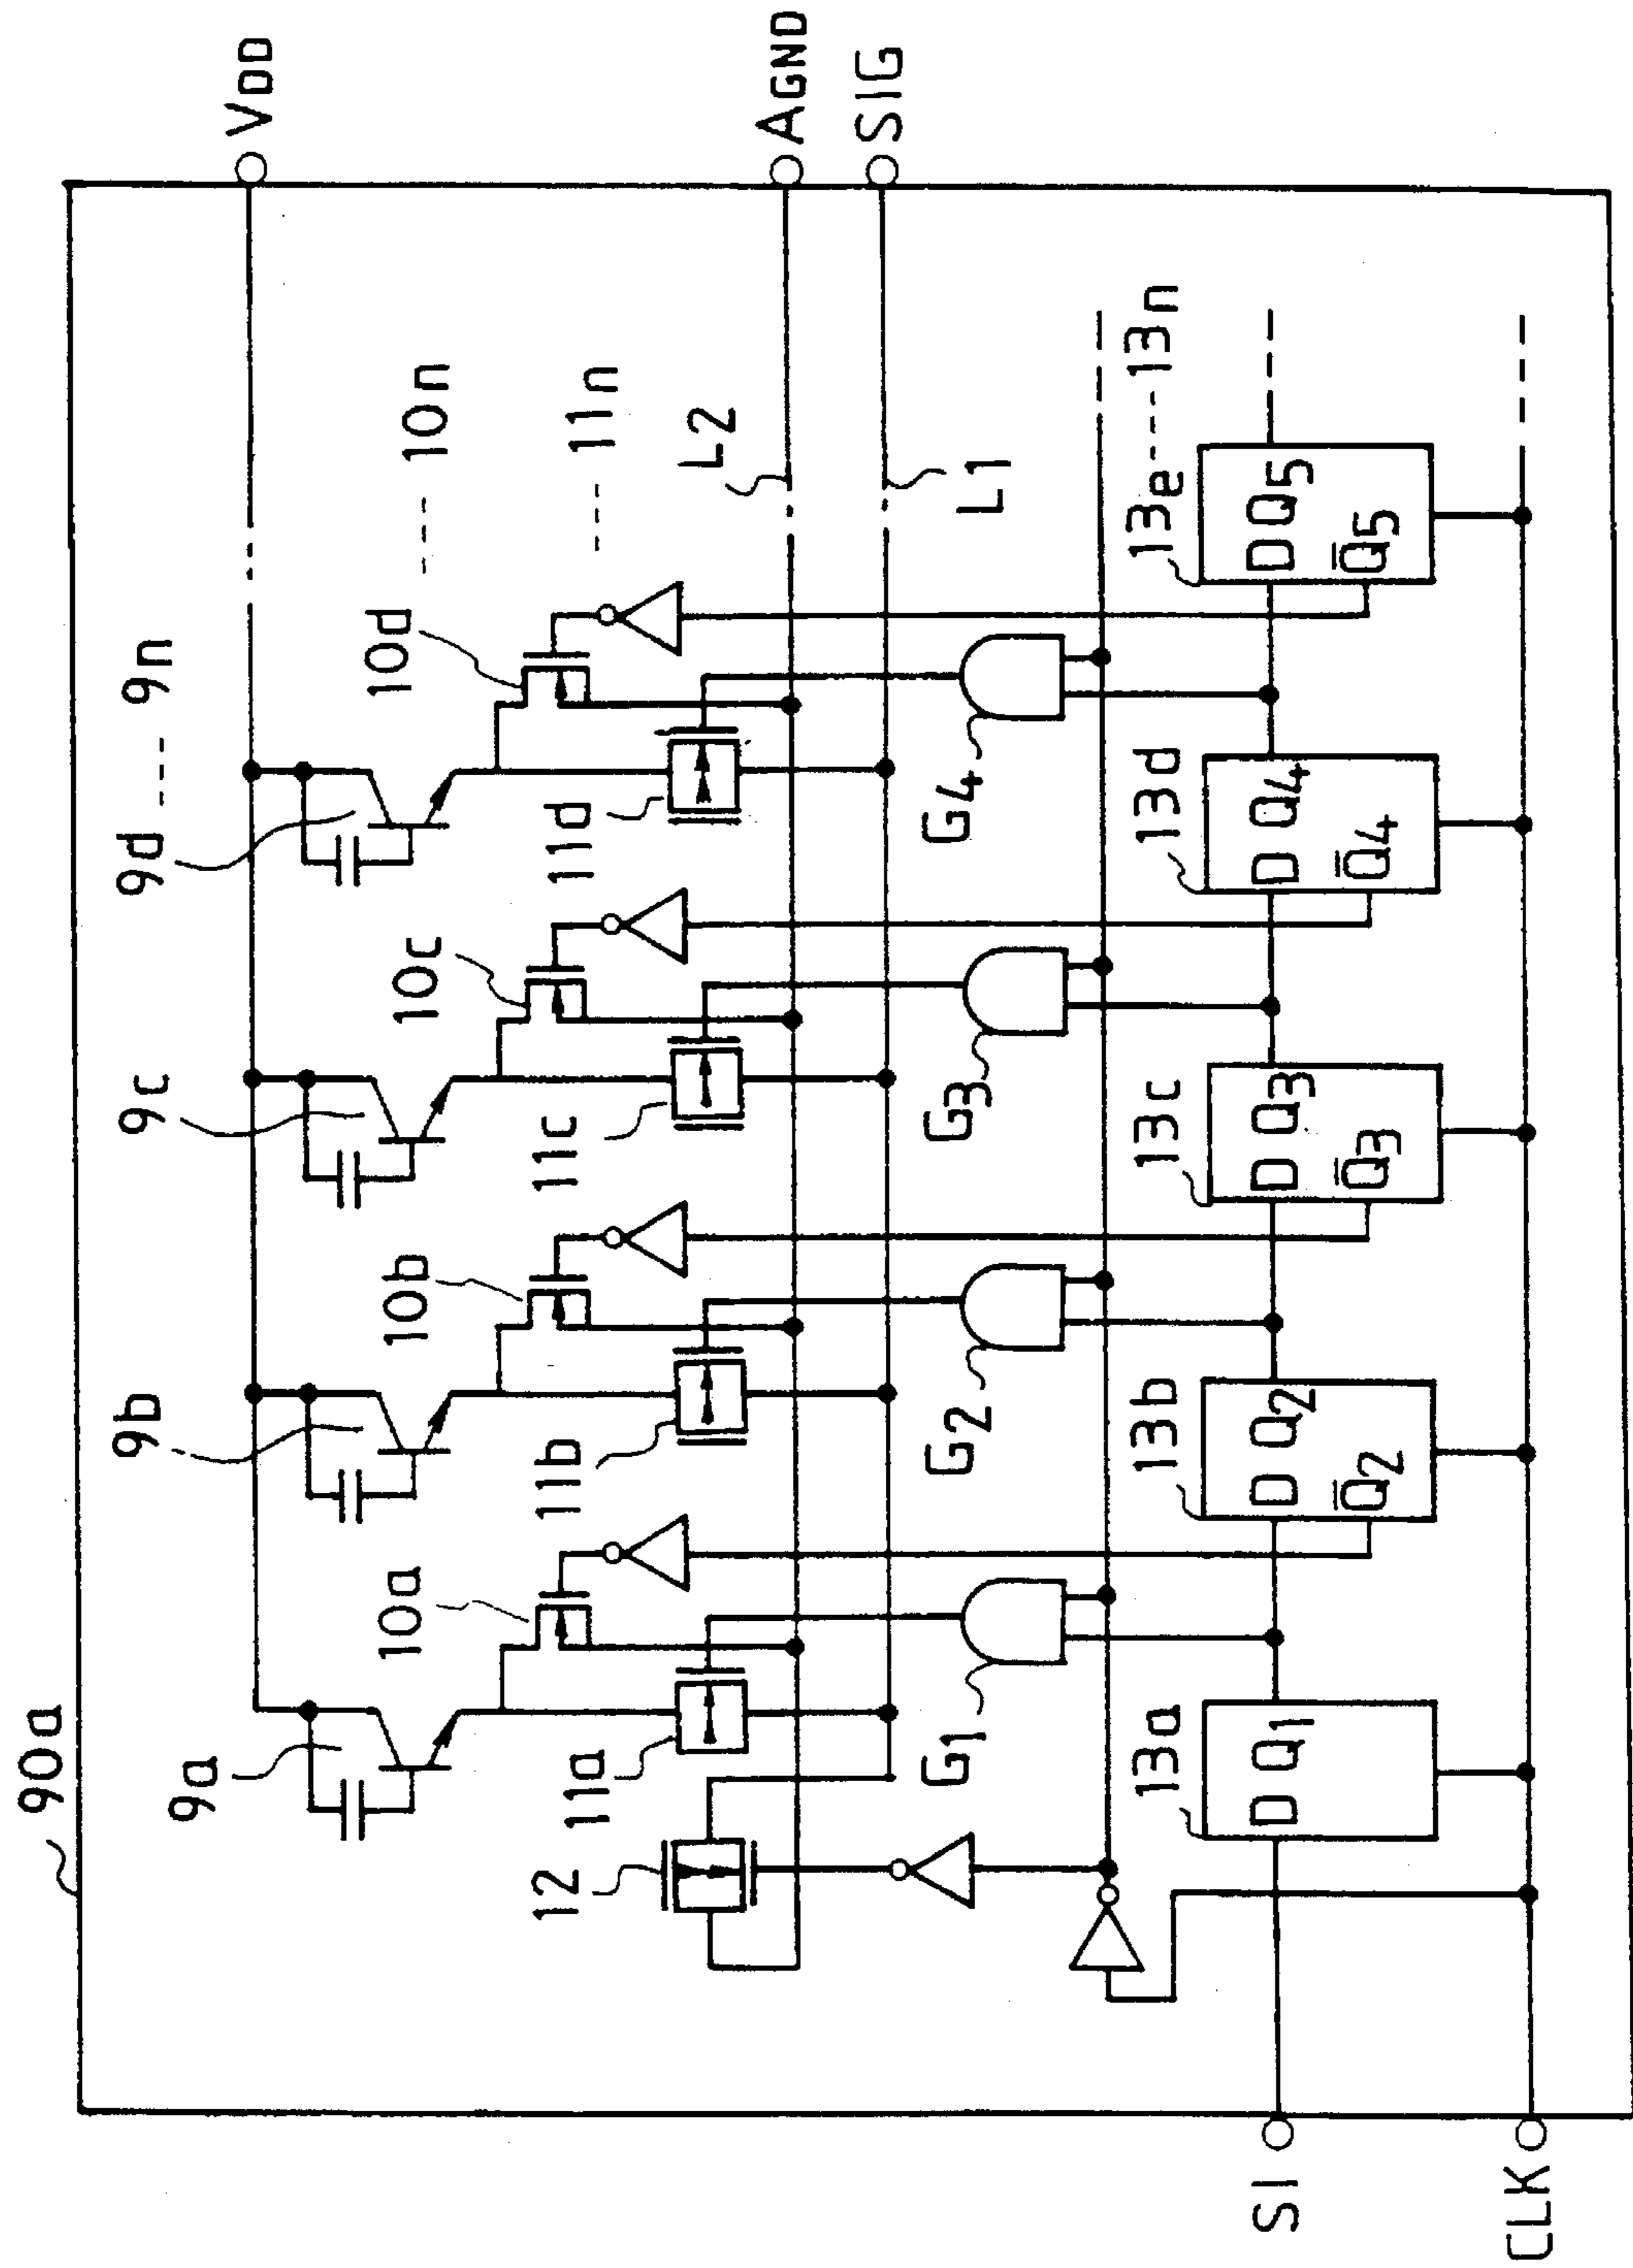 90a
VDD
9a
9b
9c
9d ---- 9n
10a
10b
10c
10d --- 10n
11a
11b
11c
11d
--- 11n
12
L2
AGND
SIG
L1
G1
G2
G3
G4
13a
13b
13c
13d
13e---13n
D Q1
D Q2
Q̅2
D Q3
Q̅3
D Q4
Q̅4
D Q5
Q̅5
SI
CLK